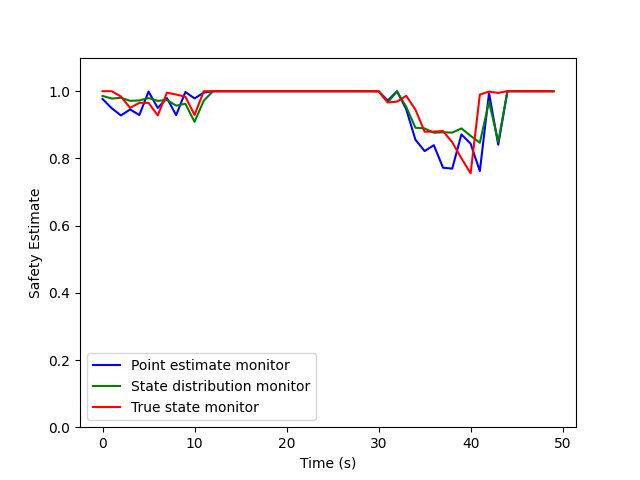 1.0
0.8
0.6
0.4
0.2
0.0
Safety Estimate
Point estimate monitor
State distribution monitor
True state monitor
0 10 20 30 40 50
Time (s)